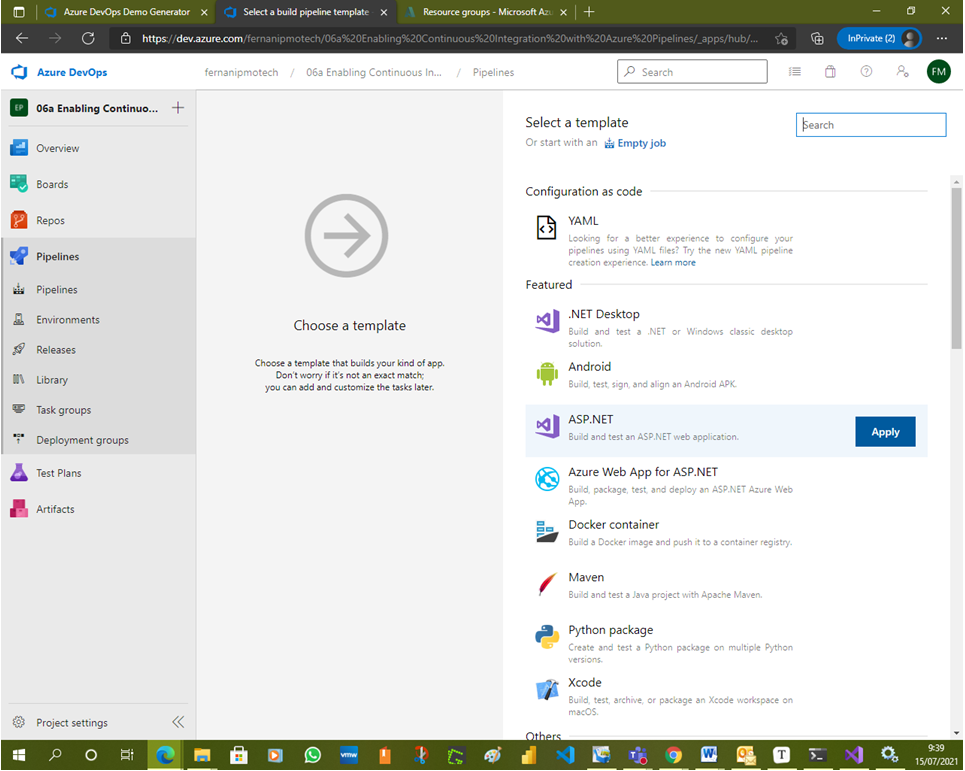 Azure DevOps Demo Generator
Select a build pipeline template -
Resource groups - Microsoft Azu
https://dev.azure.com/fernanipmotech/06a%20Enabling%20Continuous%20Integration%20with%20Azure%20Pipelines/_apps/hub/...
InPrivate (2)
Azure DevOps
fernanipmotech / 06a Enabling Continuous In... / Pipelines
Search
FM
EP
06a Enabling Continuo...
Overview
Boards
Repos
Pipelines
Pipelines
Environments
Releases
Library
Task groups
Deployment groups
Test Plans
Artifacts
Project settings
Choose a template
Choose a template that builds your kind of app.
Don't worry if it's not an exact match;
you can add and customize the tasks later.
Select a template
Search
Or start with an Empty job
Configuration as code
YAML
Looking for a better experience to configure your
pipelines using YAML files? Try the new YAML pipeline
creation experience. Learn more
Featured
.NET Desktop
Build and test a .NET or Windows classic desktop
solution.
Android
Build, test, sign, and align an Android APK.
ASP.NET
Build and test an ASP.NET web application.
Apply
Azure Web App for ASP.NET
Build, package, test, and deploy an ASP.NET Azure Web
App.
Docker container
Build a Docker image and push it to a container registry.
Maven
Build and test a Java project with Apache Maven.
Python package
Create and test a Python package on multiple Python
versions.
Xcode
Build, test, archive, or package an Xcode workspace on
macOS.
Others
vmw
T
9:39
15/07/2021